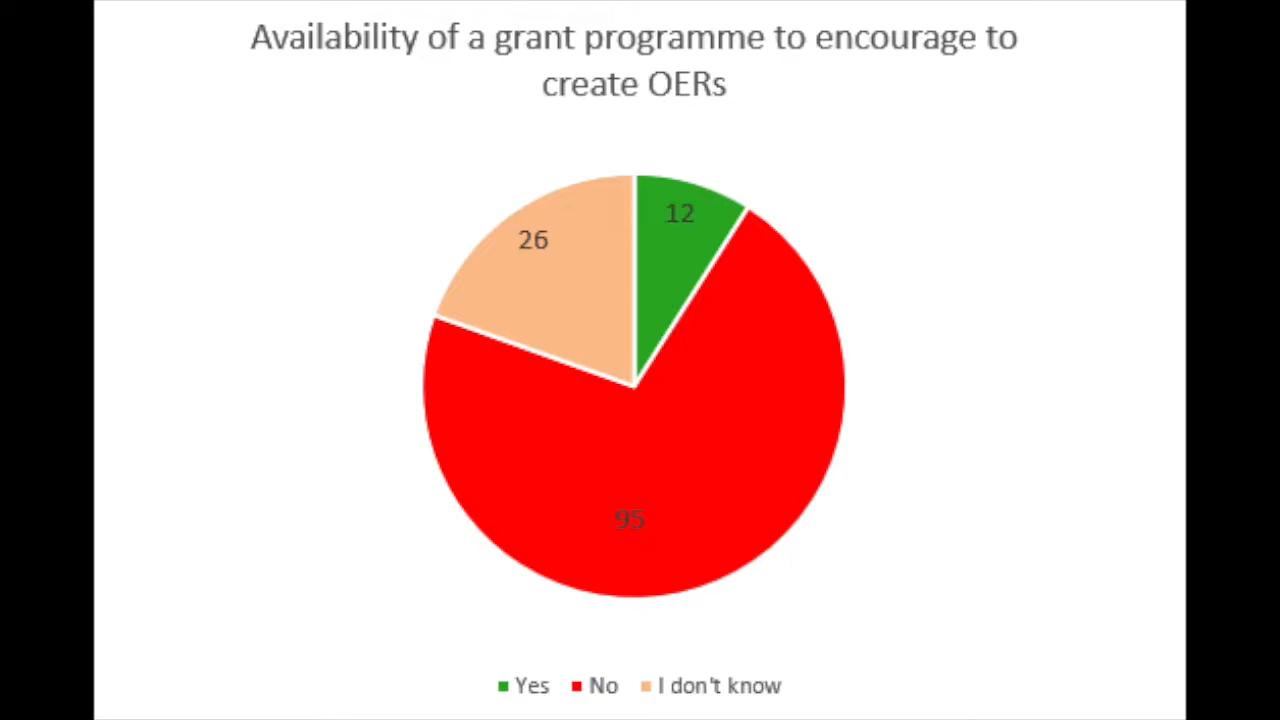 Availability of a grant programme to encourage to
create OERs
12
26
95
Yes No I don't know